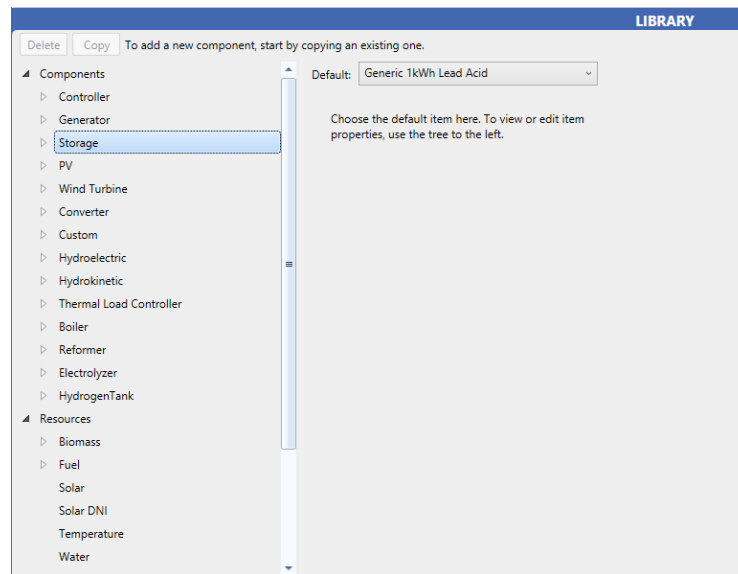 LIBRARY
Delete Copy To add a new component, start by copying an existing one.
Components
Controller
Generator
Storage
PV
Wind Turbine
Converter
Custom
Hydroelectric
Hydrokinetic
Thermal Load Controller
Boiler
Reformer
Electrolyzer
HydrogenTank
Resources
Biomass
Fuel
Solar
Solar DNI
Temperature
Water
Default: Generic 1kWh Lead Acid
Choose the default item here. To view or edit item
properties, use the tree to the left.